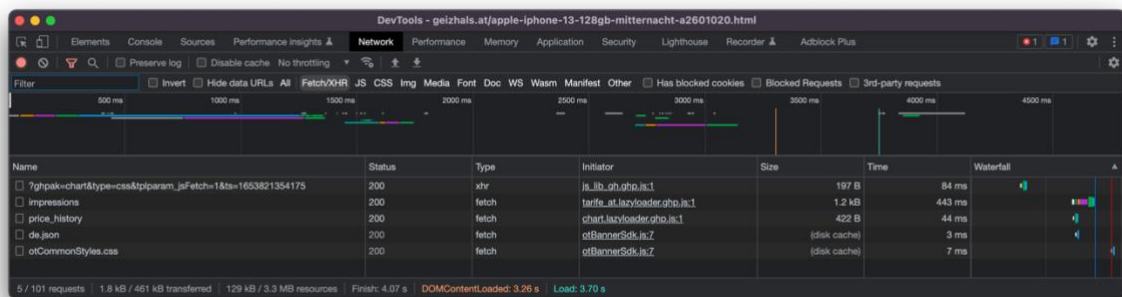 DevTools - geizhals.at/apple-iphone-13-128gb-mitternacht-a2601020.html
Elements Console Sources Performance insights Network Performance Memory Application Security Lighthouse Recorder Adblock Plus 1 1
Preserve log Disable cache No throttling
Filter Invert Hide data URLs All Fetch/XHR JS CSS Img Media Font Doc WS Wasm Manifest Other Has blocked cookies Blocked Requests 3rd-party requests
500 ms 1000 ms 1500 ms 2000 ms 2500 ms 3000 ms 3500 ms 4000 ms 4500 ms
Name Status Type Initiator Size Time Waterfall
?ghpak=chart&type=css&tplparam_jsFetch=1&ts=1653821354175 200 xhr js_lib_gh.ghp.js:1 197 B 84 ms
impressions 200 fetch tarife_at.lazyloader.ghp.js:1 1.2 kB 443 ms
price_history 200 fetch chart.lazyloader.ghp.js:1 422 B 44 ms
de.json 200 fetch otBannerSdk.js:7 (disk cache) 3 ms
otCommonStyles.css 200 fetch otBannerSdk.js:7 (disk cache) 7 ms
5 / 101 requests 1.8 kB / 461 kB transferred 129 kB / 3.3 MB resources Finish: 4.07 s DOMContentLoaded: 3.26 s Load: 3.70 s